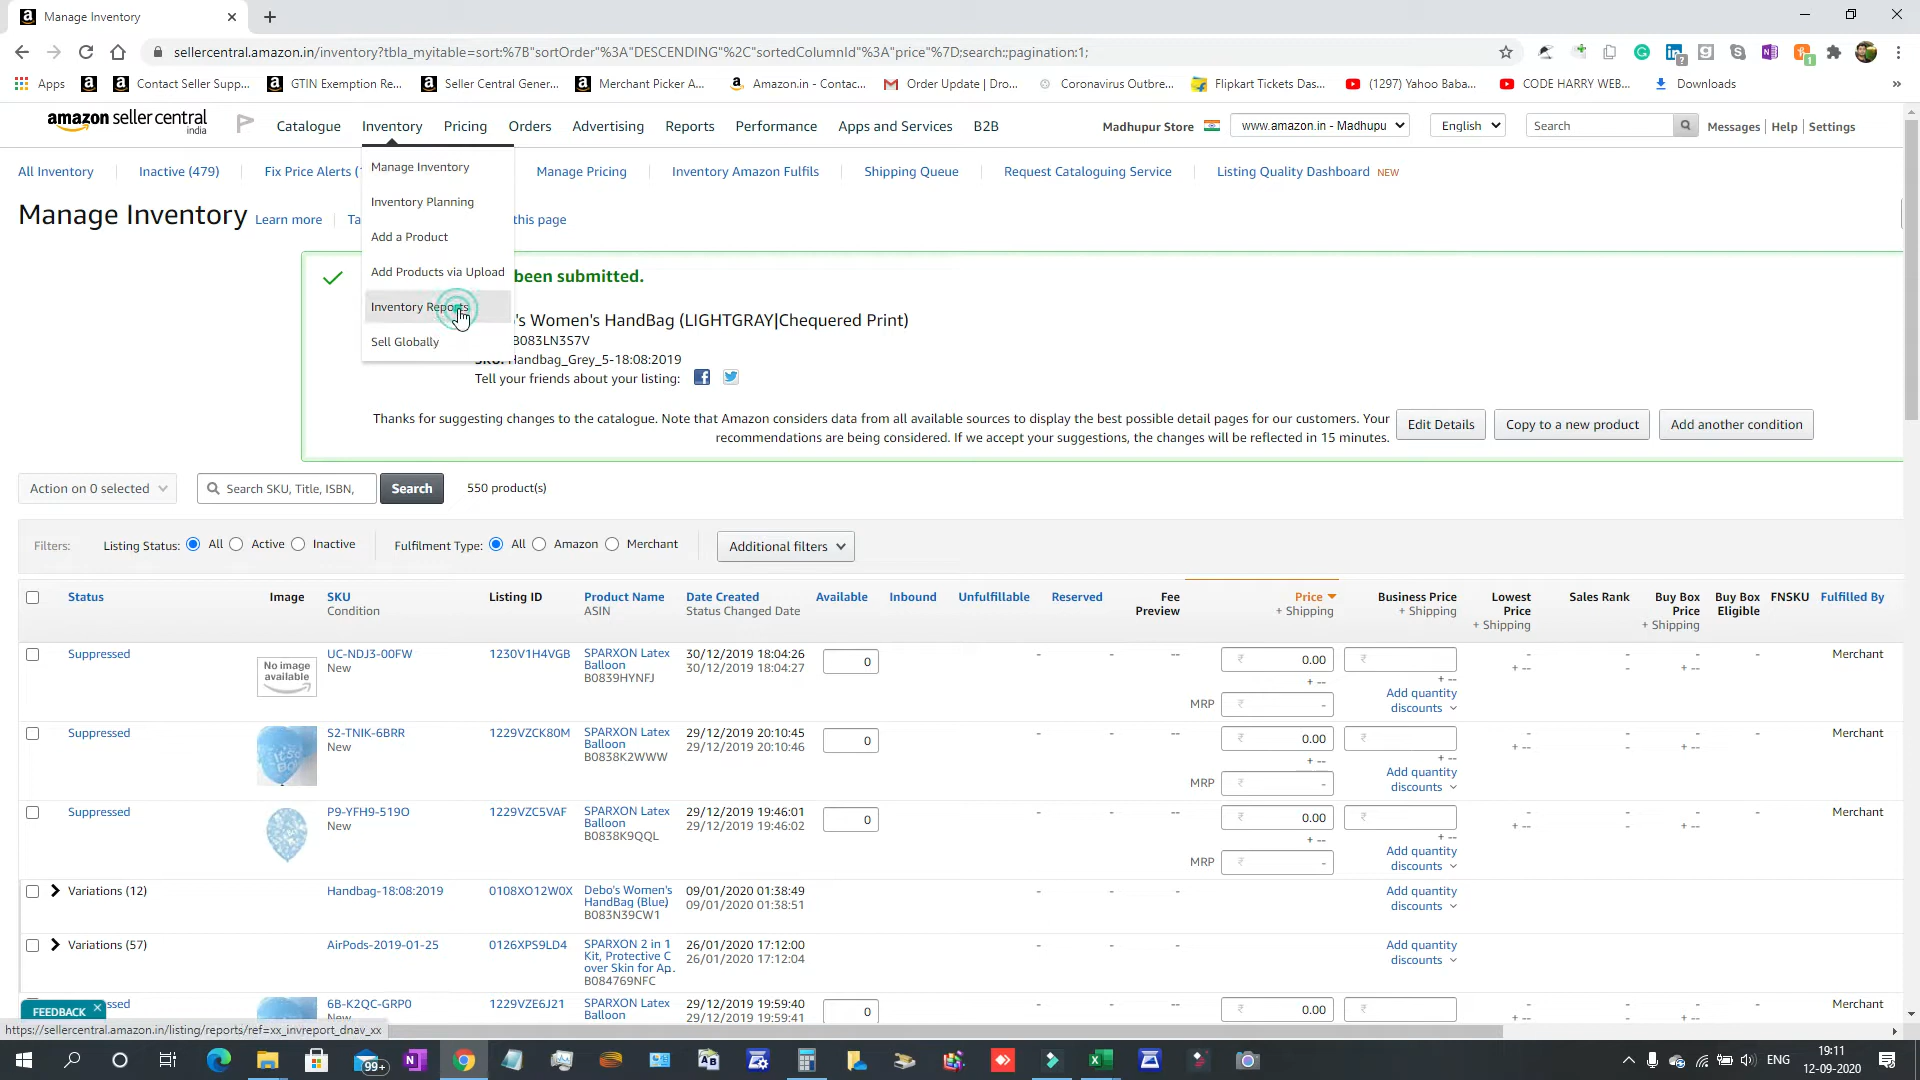 Manage Inventory
sellercentral.amazon.in/inventory?tbla_myitable=sort:%7B"sortOrder"%3A"DESCENDING"%2C"sortedColumnId"%3A"price"%7D;search:;pagination:1;
Apps Contact Seller Supp... GTIN Exemption Re... Seller Central Gener... Merchant Picker A... Amazon.in - Contac... Order Update | Dro... Coronavirus Outbre... Flipkart Tickets Das... (1297) Yahoo Baba... CODE HARRY WEB... Downloads »
amazon seller central india Catalogue Inventory Pricing Orders Advertising Reports Performance Apps and Services B2B Madhupur Store www.amazon.in - Madhupu English Search Messages | Help | Settings
All Inventory Inactive (479) Fix Price Alerts ( Manage Pricing Inventory Amazon Fulfils Shipping Queue Request Cataloguing Service Listing Quality Dashboard NEW
Manage Inventory Learn more Ta this page
Manage Inventory
Inventory Planning
Add a Product
Add Products via Upload
Inventory Reports
Sell Globally
been submitted.
's Women's HandBag (LIGHTGRAY|Chequered Print)
B083LN3S7V
SKU: Handbag_Grey_5-18:08:2019
Tell your friends about your listing:
Thanks for suggesting changes to the catalogue. Note that Amazon considers data from all available sources to display the best possible detail pages for our customers. Your
recommendations are being considered. If we accept your suggestions, the changes will be reflected in 15 minutes.
Edit Details Copy to a new product Add another condition
Action on 0 selected Search SKU, Title, ISBN, Search 550 product(s)
Filters: Listing Status: All Active Inactive Fulfilment Type: All Amazon Merchant Additional filters
Status Image SKU Listing ID Product Name Date Created Available Inbound Unfulfillable Reserved Fee Price Business Price Lowest Sales Rank Buy Box Buy Box FNSKU Fulfilled By
Condition ASIN Status Changed Date Preview + Shipping + Shipping Price Price Eligible
+ Shipping + Shipping
Suppressed No image available UC-NDJ3-00FW 1230V1H4VGB SPARXON Latex 30/12/2019 18:04:26 0 - - - -- ₹ 0.00 ₹ - - - - Merchant
New Balloon 30/12/2019 18:04:27 + -- - + --
B0839HYNFJ + -- + --
Add quantity
MRP ₹ - discounts
Suppressed S2-TNIK-6BRR 1229VZCK80M SPARXON Latex 29/12/2019 20:10:45 0 - - - -- ₹ 0.00 ₹ - - - - Merchant
New Balloon 29/12/2019 20:10:46 + -- - + --
B0838K2WWW + -- + --
Add quantity
MRP ₹ - discounts
Suppressed P9-YFH9-519O 1229VZC5VAF SPARXON Latex 29/12/2019 19:46:01 0 - - - -- ₹ 0.00 ₹ - - - - Merchant
New Balloon 29/12/2019 19:46:02 + -- - + --
B0838K9QQL + -- + --
Add quantity
MRP ₹ - discounts
Variations (12) Handbag-18:08:2019 0108XO12W0X Debo's Women's 09/01/2020 01:38:49 - - - Add quantity
HandBag (Blue) 09/01/2020 01:38:51 discounts
B083N39CW1
Variations (57) AirPods-2019-01-25 0126XPS9LD4 SPARXON 2 in 1 26/01/2020 17:12:00 - - - Add quantity
Kit, Protective C 26/01/2020 17:12:04 discounts
over Skin for Ap..
B084769NFC
ssed 6B-K2QC-GRP0 1229VZE6J21 SPARXON Latex 29/12/2019 19:59:40 0 - - - -- ₹ 0.00 ₹ - - - - Merchant
New Balloon 29/12/2019 19:59:41 + -- - + --
FEEDBACK
https://sellercentral.amazon.in/listing/reports/ref=xx_invreport_dnav_xx
99+ ENG 19:11
12-09-2020